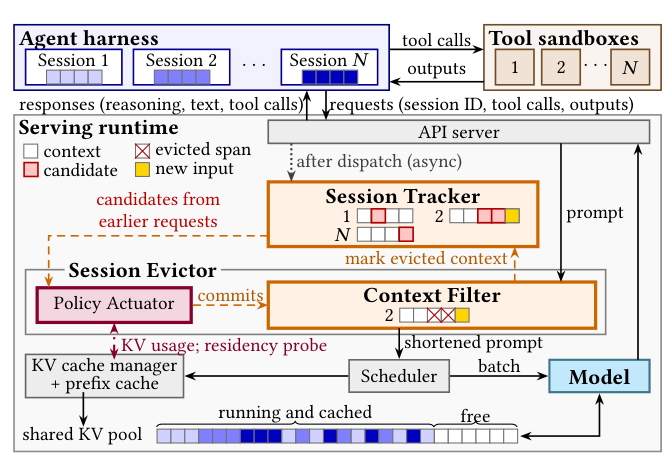 Agent harness
Session 1
Session 2
. . .
Session N
tool calls
outputs
Tool sandboxes
1
2
···
N
responses (reasoning, text, tool calls)
requests (session ID, tool calls, outputs)
Serving runtime
context
evicted span
candidate
new input
API server
after dispatch (async)
Session Tracker
1
2
N
prompt
candidates from
earlier requests
mark evicted context
Session Evictor
Policy Actuator
commits
Context Filter
2
KV usage; residency probe
shortened prompt
KV cache manager
+ prefix cache
Scheduler
batch
Model
running and cached
free
shared KV pool